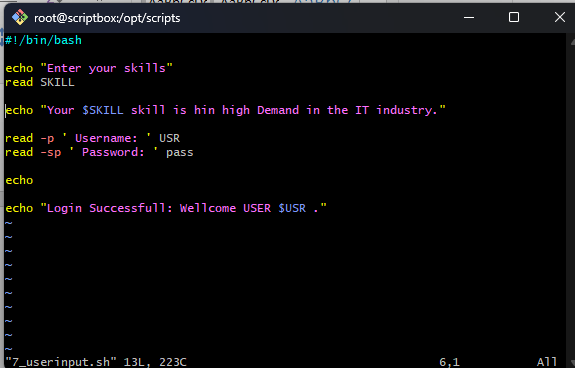 root@scriptbox:/opt/scripts
#!/bin/bash
echo "Enter your skills"
read SKILL
echo "Your $SKILL skill is hin high Demand in the IT industry."
read -p ' Username: ' USR
read -sp ' Password: ' pass
echo
echo "Login Successfull: Wellcome USER $USR ."
~
~
~
~
~
~
~
~
~
~
"7_userinput.sh" 13L, 223C 6,1 All